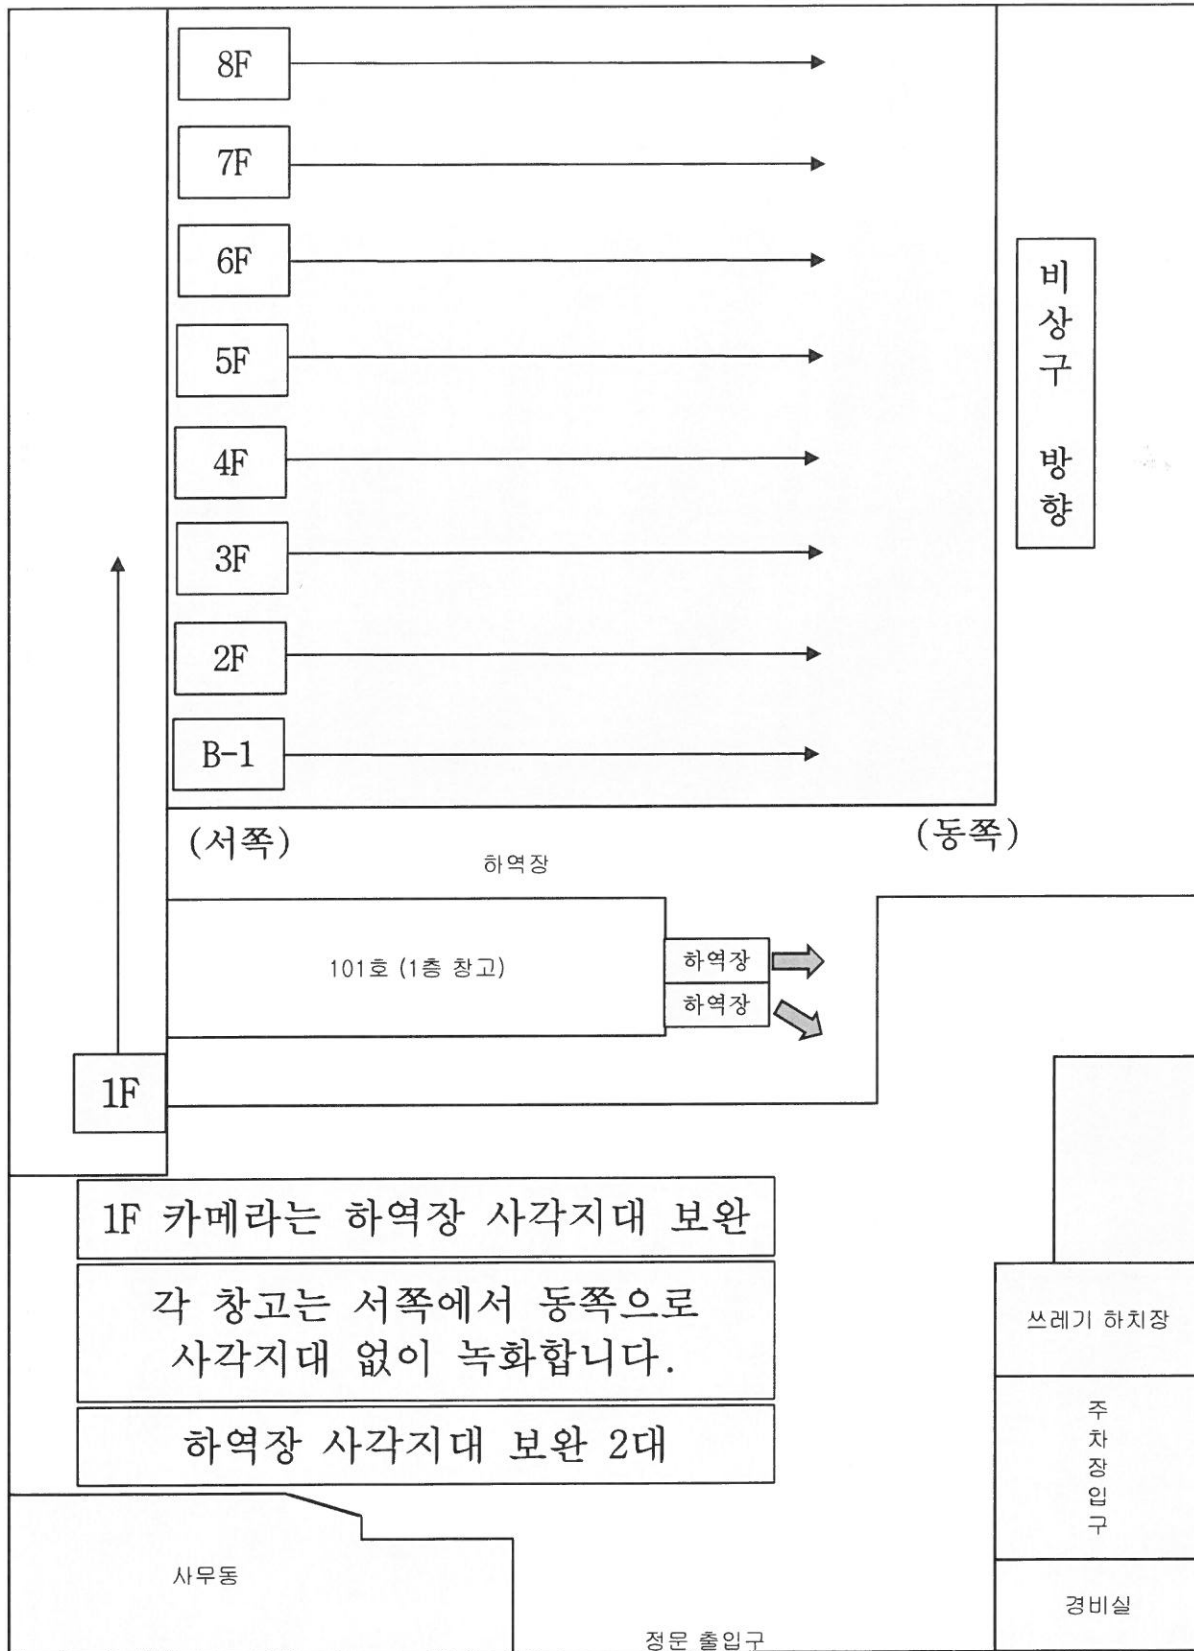 8F
7F
6F
5F
4F
3F
2F
B-1
비상구 방향
(서쪽)
(동쪽)
하역장
101호 (1층 창고)
하역장
하역장
1F
1F 카메라는 하역장 사각지대 보완
각 창고는 서쪽에서 동쪽으로
사각지대 없이 녹화합니다.
하역장 사각지대 보완 2대
쓰레기 하치장
주차장입구
사무동
경비실
정문 출입구